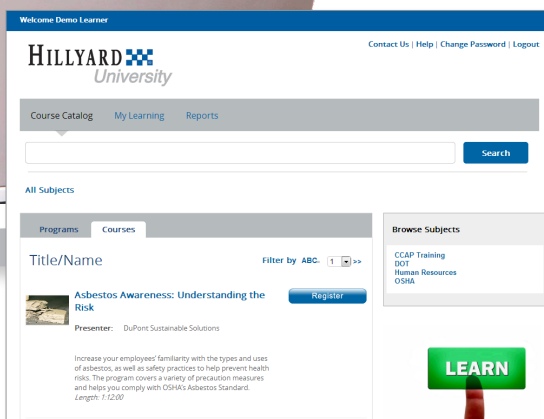 Welcome Demo Learner
Contact Us | Help | Change Password | Logout
HILLYARD
University
Course Catalog My Learning Reports
Search
All Subjects
Programs Courses
Browse Subjects
Title/Name
Filter by ABC 1 >>
CCAP Training
DOT
Human Resources
OSHA
Asbestos Awareness: Understanding the
Risk
Register
Presenter: DuPont Sustainable Solutions
Increase your employees' familiarity with the types and uses
of asbestos, as well as safety practices to help prevent health
risks. The program covers a variety of precaution measures
and helps you comply with OSHA's Asbestos Standard.
Length: 1:12:00
LEARN